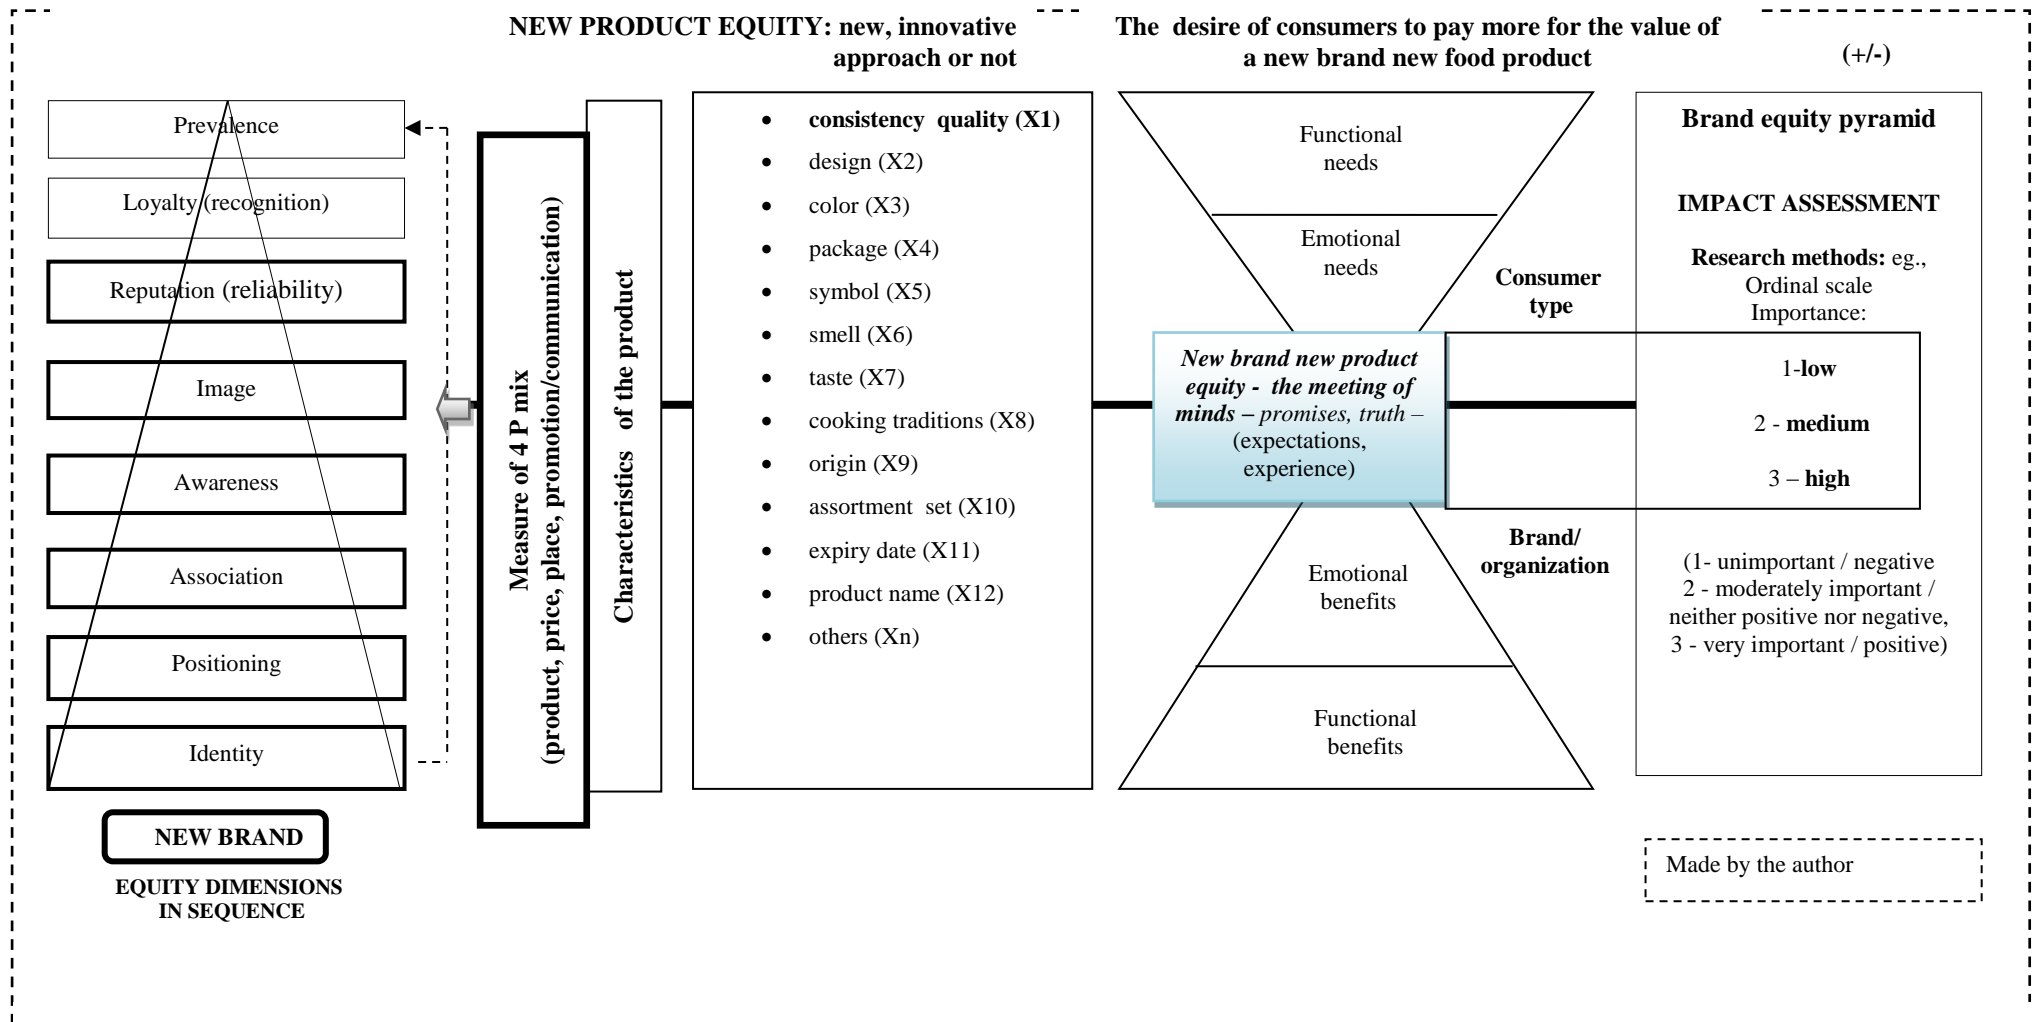 NEW PRODUCT EQUITY: new, innovative
approach or not
The desire of consumers to pay more for the value of
a new brand new food product
(+/-)
Prevalence
Loyalty (recognition)
Reputation (reliability)
Image
Awareness
Association
Positioning
Identity
NEW BRAND
EQUITY DIMENSIONS
IN SEQUENCE
Measure of 4 P mix
(product, price, place, promotion/communication)
Characteristics of the product
• consistency quality (X1)
• design (X2)
• color (X3)
• package (X4)
• symbol (X5)
• smell (X6)
• taste (X7)
• cooking traditions (X8)
• origin (X9)
• assortment set (X10)
• expiry date (X11)
• product name (X12)
• others (Xn)
Functional
needs
Emotional
needs
New brand new product
equity - the meeting of
minds – promises, truth –
(expectations,
experience)
Emotional
benefits
Functional
benefits
Consumer
type
Brand/
organization
Brand equity pyramid
IMPACT ASSESSMENT
Research methods: eg.,
Ordinal scale
Importance:
1-low
2 - medium
3 – high
(1- unimportant / negative
2 - moderately important /
neither positive nor negative,
3 - very important / positive)
Made by the author